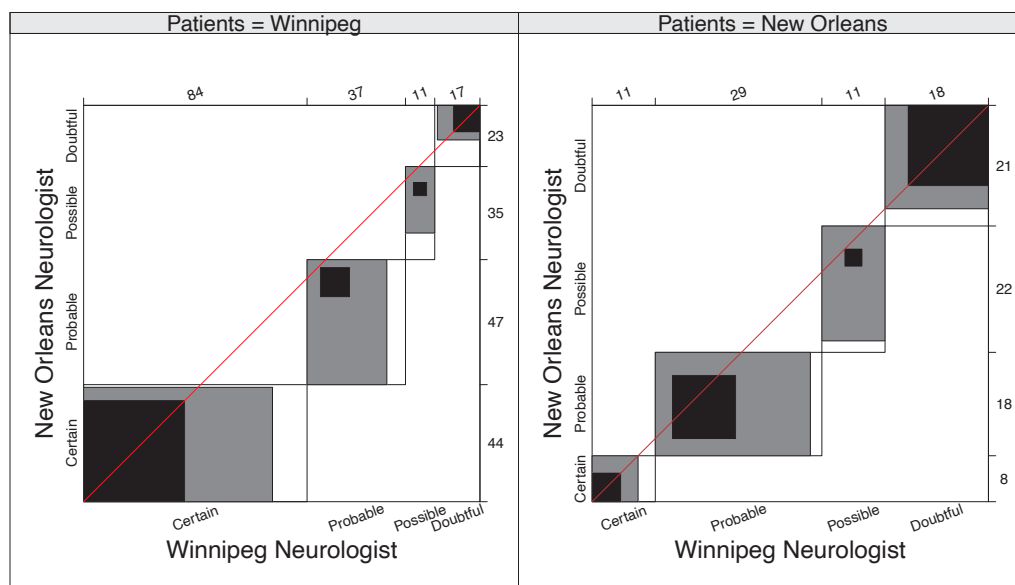 Patients = Winnipeg
84 37 11 17
New Orleans Neurologist
Doubtful
Possible
Probable
Certain
23
35
47
44
Certain Probable Possible Doubtful
Winnipeg Neurologist
Patients = New Orleans
11 29 11 18
New Orleans Neurologist
Doubtful
Possible
Probable
Certain
21
22
18
8
Certain Probable Possible Doubtful
Winnipeg Neurologist